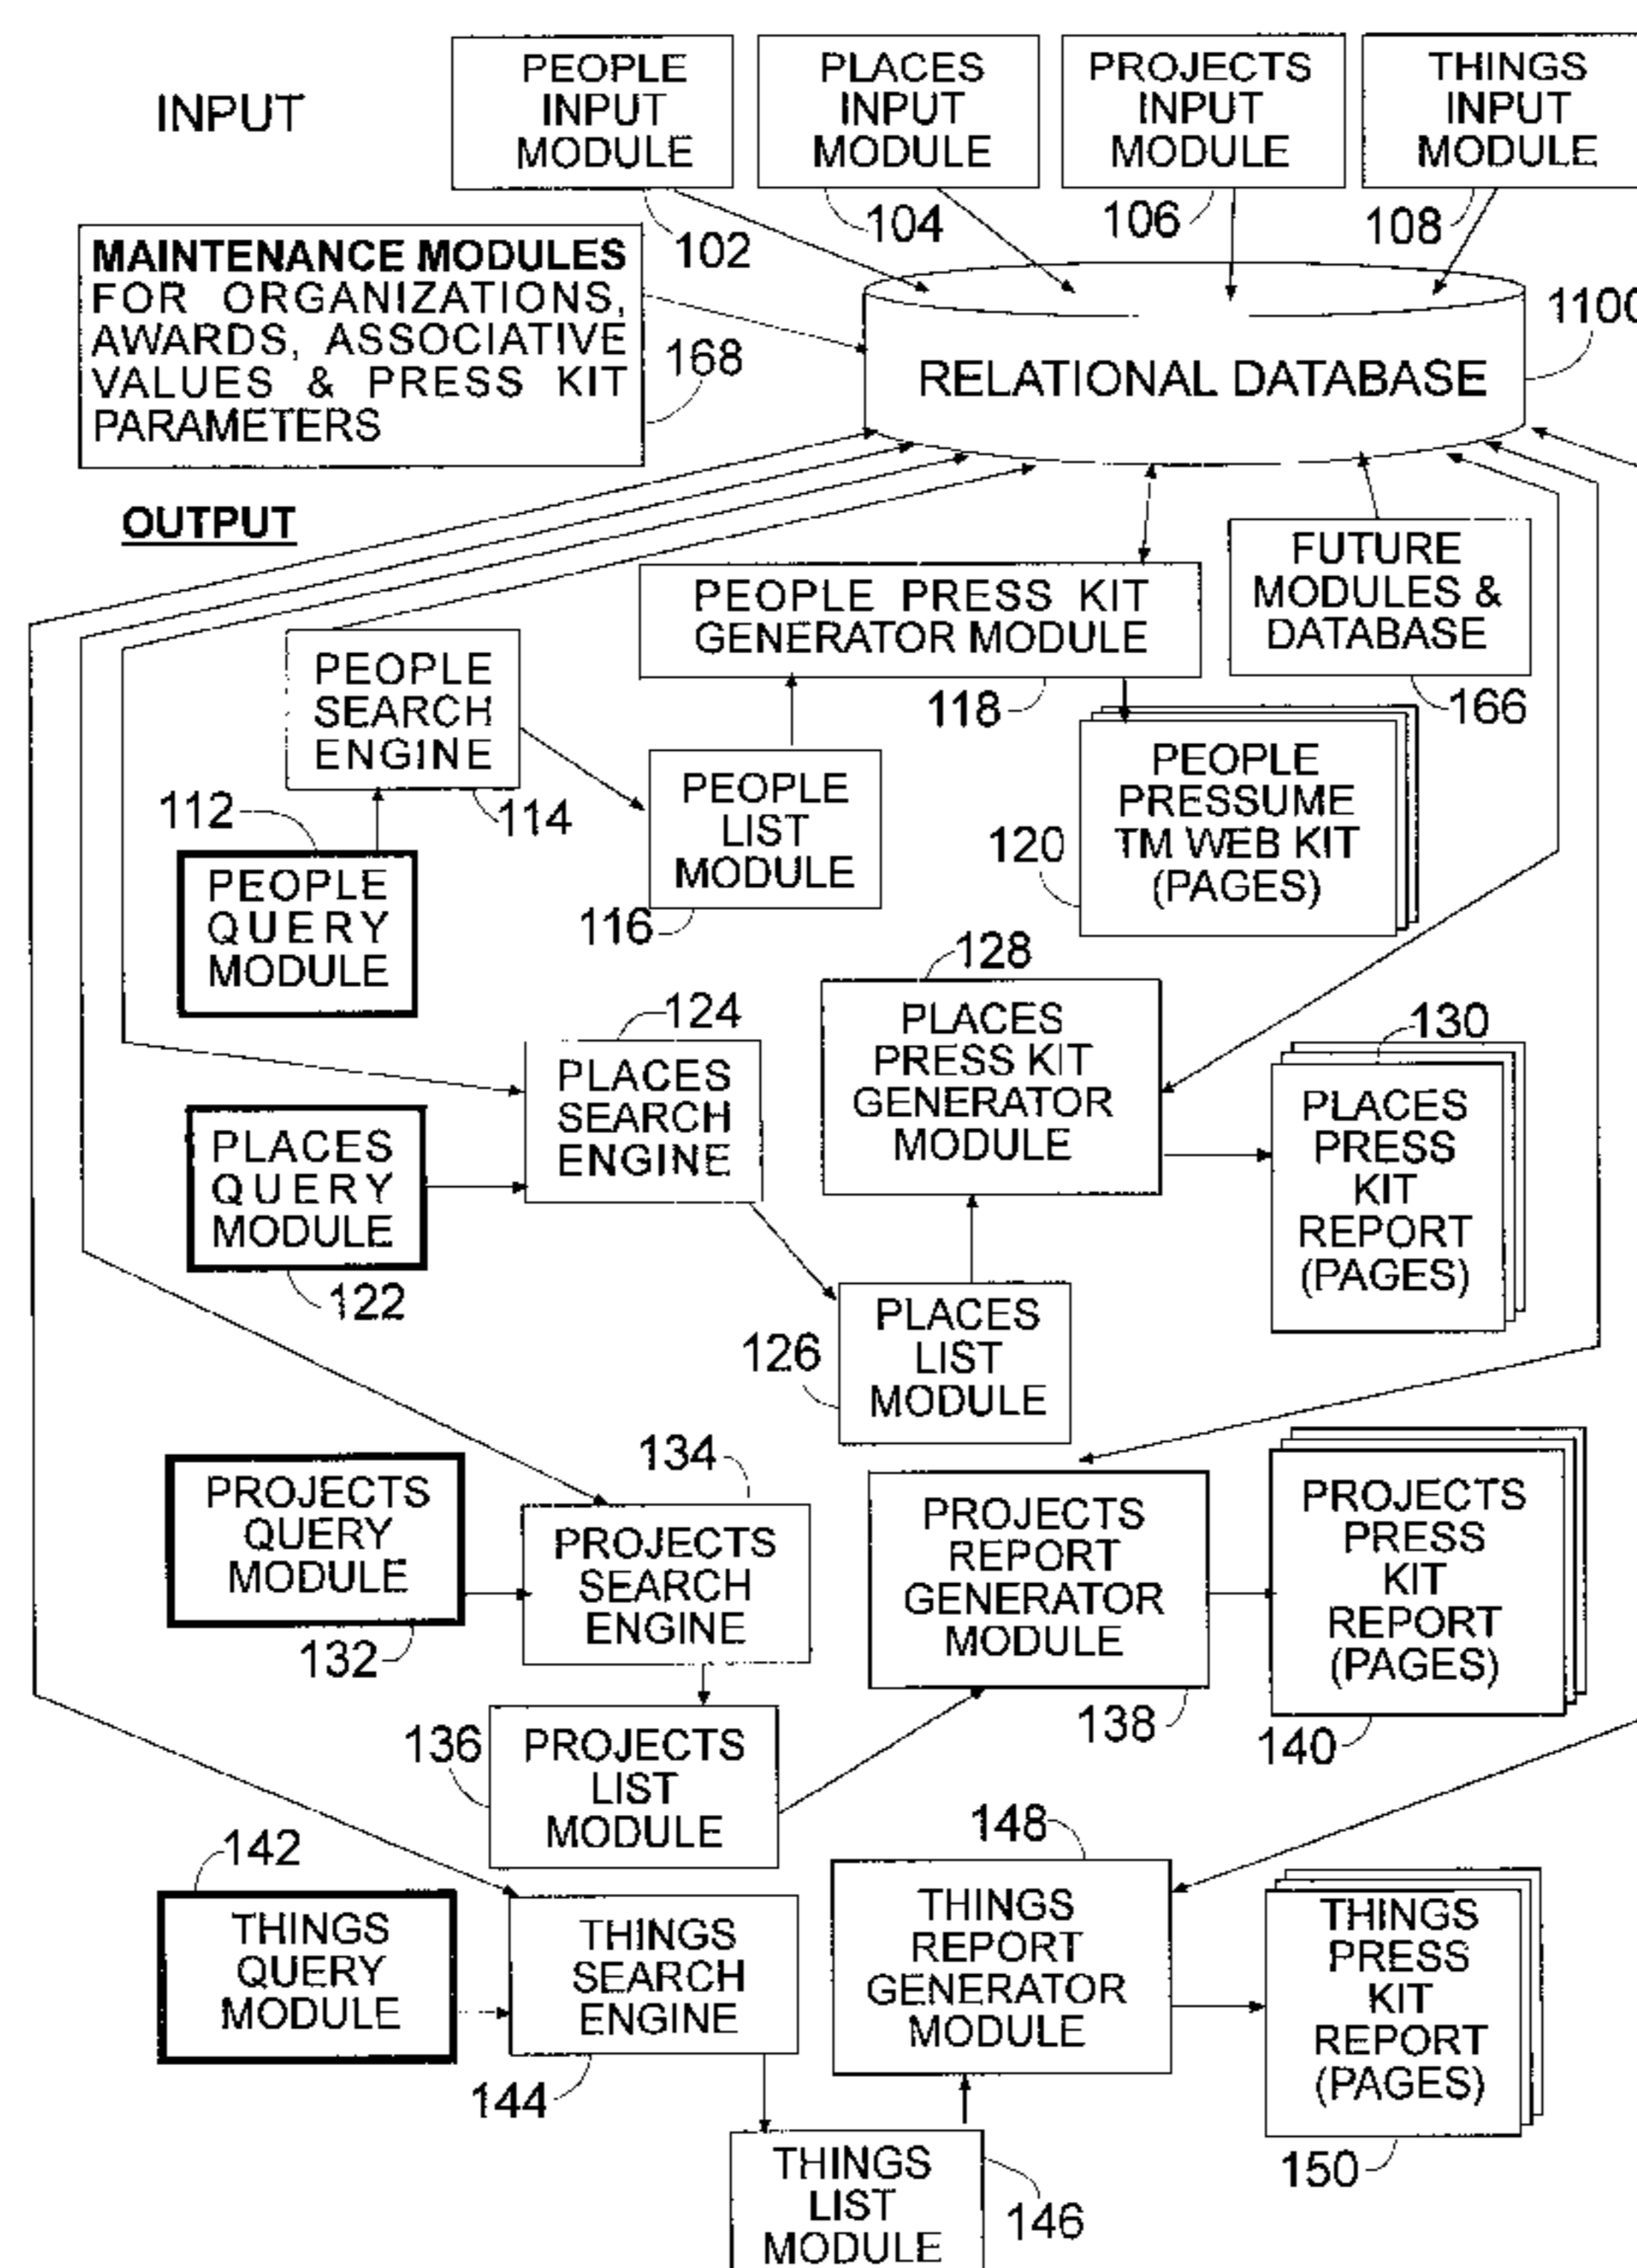 INPUT
PEOPLE
INPUT
MODULE
PLACES
INPUT
MODULE
PROJECTS
INPUT
MODULE
THINGS
INPUT
MODULE
102
104
106
108
MAINTENANCE MODULES
FOR ORGANIZATIONS,
AWARDS, ASSOCIATIVE
VALUES & PRESS KIT
PARAMETERS
168
RELATIONAL DATABASE
1100
OUTPUT
PEOPLE PRESS KIT
GENERATOR MODULE
118
FUTURE
MODULES &
DATABASE
166
PEOPLE
SEARCH
ENGINE
114
PEOPLE
LIST
MODULE
116
PEOPLE
PRESSUME
TM WEB KIT
(PAGES)
120
112
PEOPLE
QUERY
MODULE
124
PLACES
SEARCH
ENGINE
128
PLACES
PRESS KIT
GENERATOR
MODULE
130
PLACES
PRESS
KIT
REPORT
(PAGES)
PLACES
QUERY
MODULE
122
126
PLACES
LIST
MODULE
PROJECTS
QUERY
MODULE
132
134
PROJECTS
SEARCH
ENGINE
PROJECTS
REPORT
GENERATOR
MODULE
138
PROJECTS
PRESS
KIT
REPORT
(PAGES)
140
136
PROJECTS
LIST
MODULE
142
THINGS
QUERY
MODULE
THINGS
SEARCH
ENGINE
144
148
THINGS
REPORT
GENERATOR
MODULE
THINGS
PRESS
KIT
REPORT
(PAGES)
150
THINGS
LIST
MODULE
146